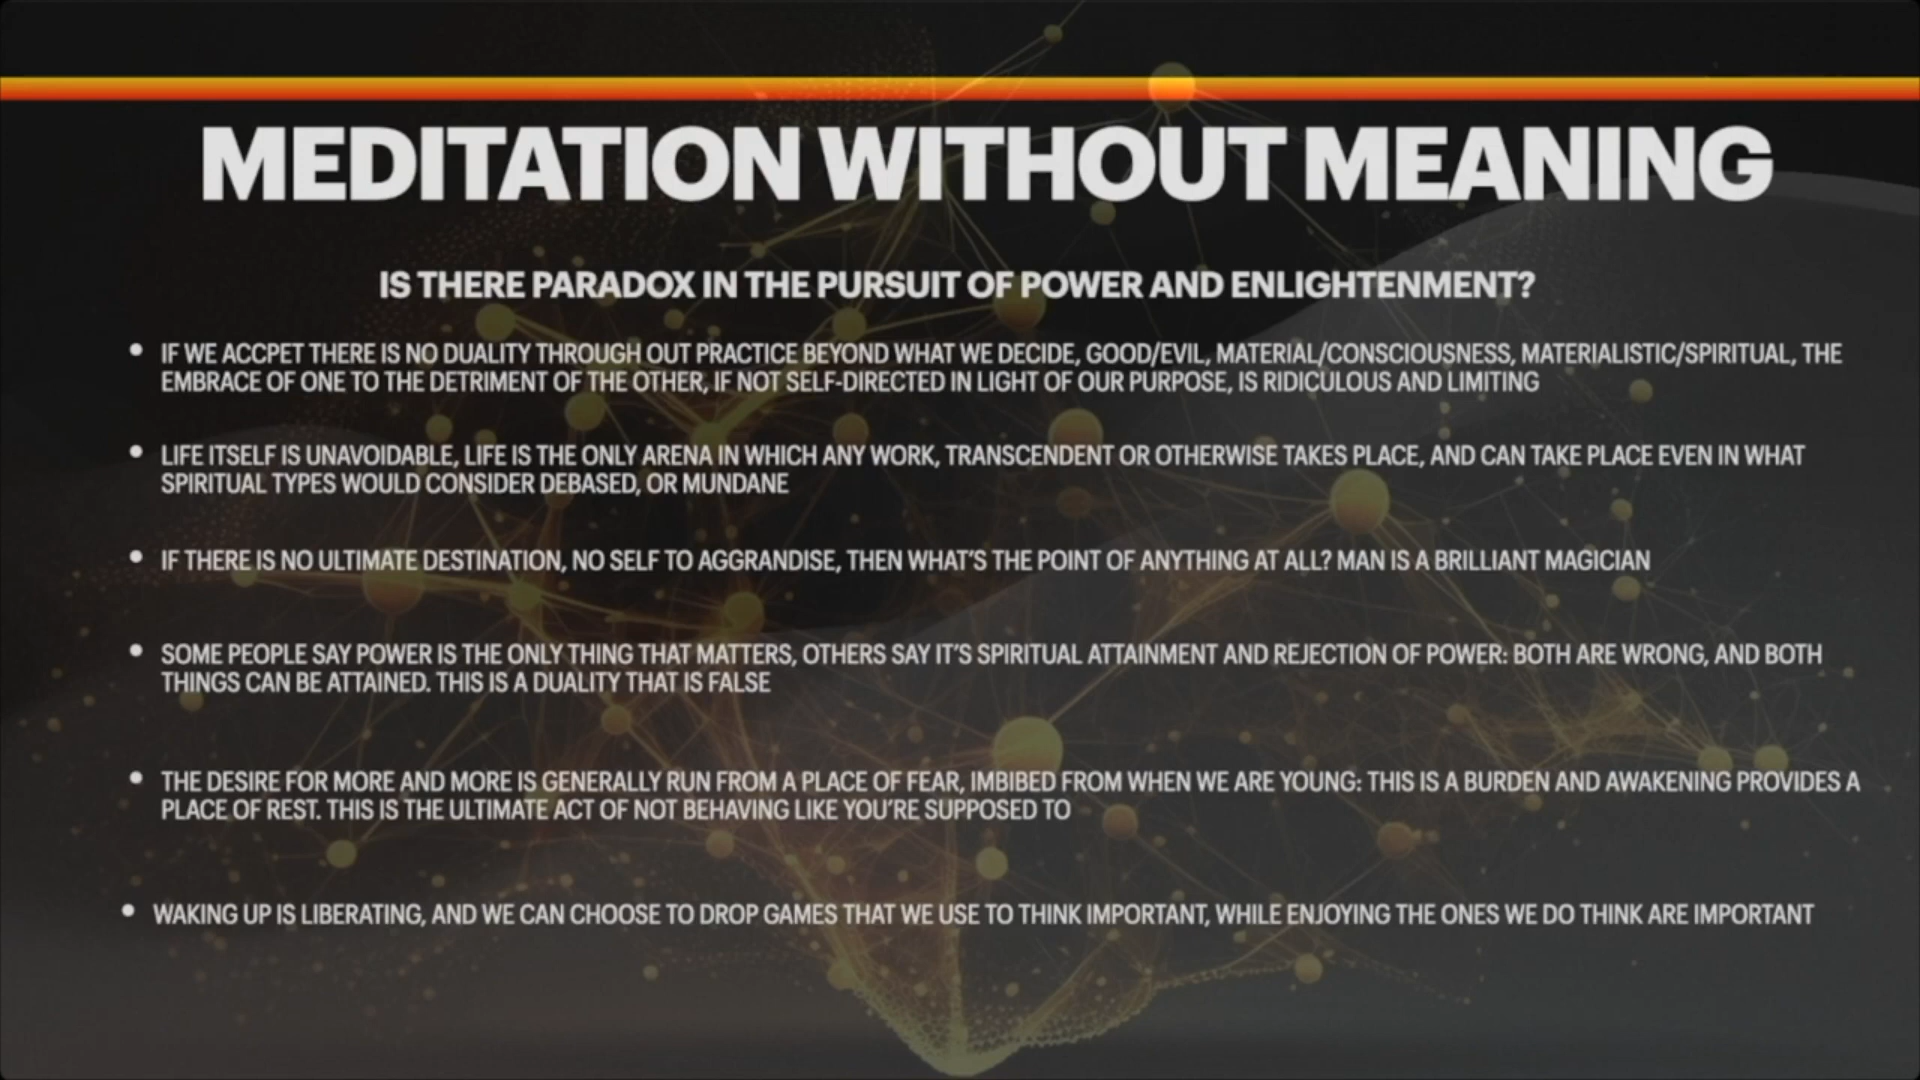 MEDITATION WITHOUT MEANING
IS THERE PARADOX IN THE PURSUIT OF POWER AND ENLIGHTENMENT?
• IF WE ACCPET THERE IS NO DUALITY THROUGH OUT PRACTICE BEYOND WHAT WE DECIDE, GOOD/EVIL, MATERIAL/CONSCIOUSNESS, MATERIALISTIC/SPIRITUAL, THE
EMBRACE OF ONE TO THE DETRIMENT OF THE OTHER, IF NOT SELF-DIRECTED IN LIGHT OF OUR PURPOSE, IS RIDICULOUS AND LIMITING
• LIFE ITSELF IS UNAVOIDABLE, LIFE IS THE ONLY ARENA IN WHICH ANY WORK, TRANSCENDENT OR OTHERWISE TAKES PLACE, AND CAN TAKE PLACE EVEN IN WHAT
SPIRITUAL TYPES WOULD CONSIDER DEBASED, OR MUNDANE
• IF THERE IS NO ULTIMATE DESTINATION, NO SELF TO AGGRANDISE, THEN WHAT'S THE POINT OF ANYTHING AT ALL? MAN IS A BRILLIANT MAGICIAN
• SOME PEOPLE SAY POWER IS THE ONLY THING THAT MATTERS, OTHERS SAY IT'S SPIRITUAL ATTAINMENT AND REJECTION OF POWER: BOTH ARE WRONG, AND BOTH
THINGS CAN BE ATTAINED. THIS IS A DUALITY THAT IS FALSE
• THE DESIRE FOR MORE AND MORE IS GENERALLY RUN FROM A PLACE OF FEAR, IMBIBED FROM WHEN WE ARE YOUNG: THIS IS A BURDEN AND AWAKENING PROVIDES A
PLACE OF REST. THIS IS THE ULTIMATE ACT OF NOT BEHAVING LIKE YOU'RE SUPPOSED TO
• WAKING UP IS LIBERATING, AND WE CAN CHOOSE TO DROP GAMES THAT WE USE TO THINK IMPORTANT, WHILE ENJOYING THE ONES WE DO THINK ARE IMPORTANT